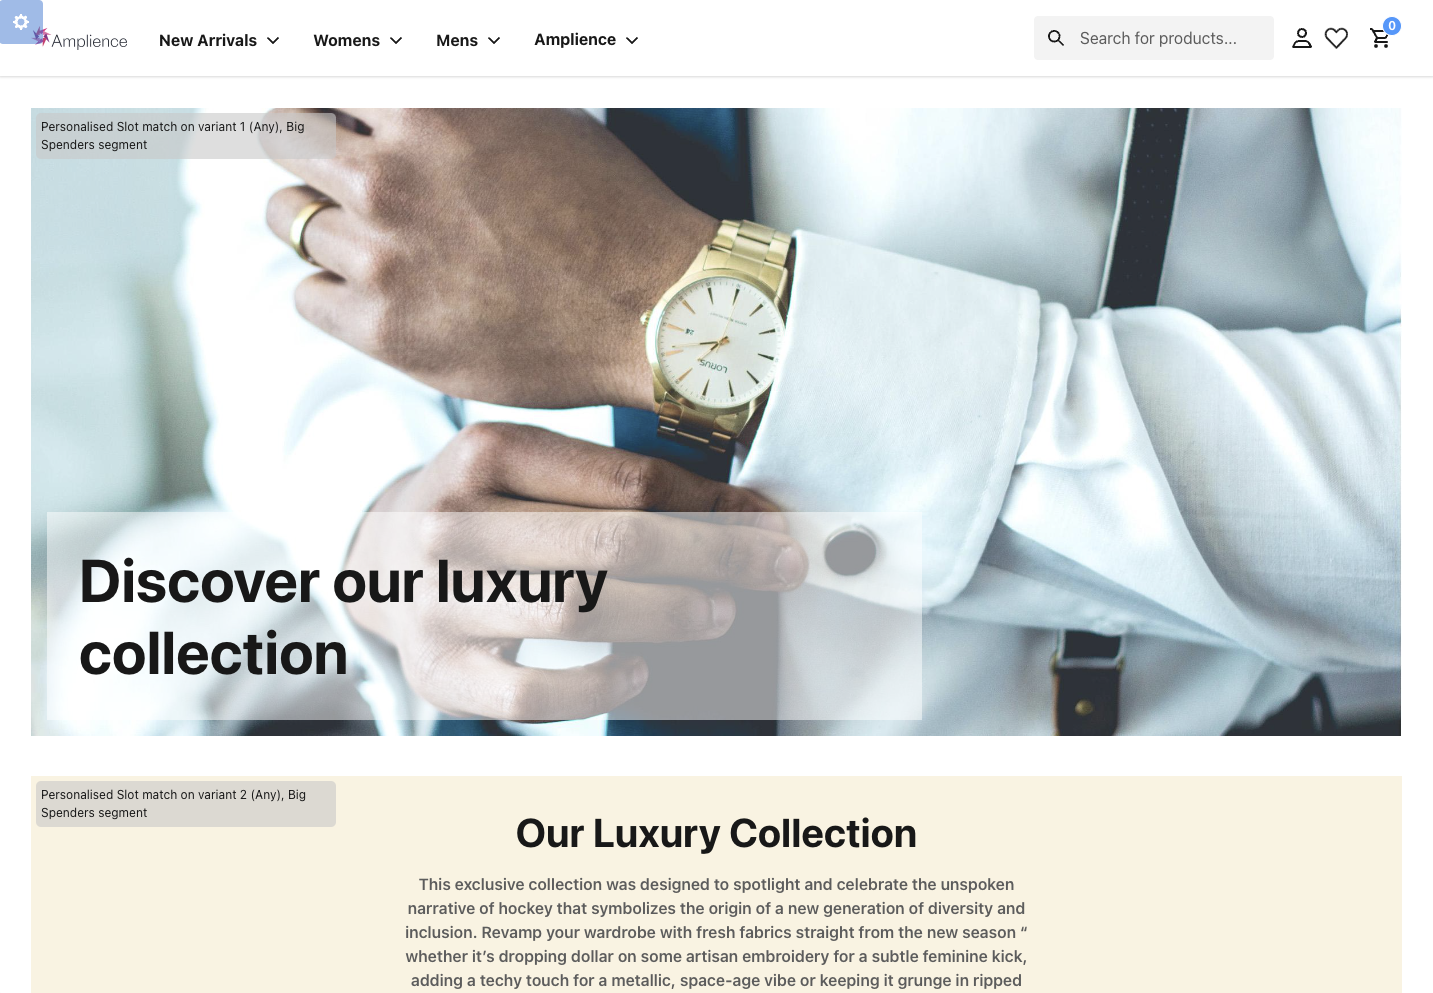 Amplience
New Arrivals
Womens
Mens
Amplience
Search for products...
0
Personalised Slot match on variant 1 (Any), Big
Spenders segment
28
LORUS
Discover our luxury
collection
Personalised Slot match on variant 2 (Any), Big
Spenders segment
Our Luxury Collection
This exclusive collection was designed to spotlight and celebrate the unspoken
narrative of hockey that symbolizes the origin of a new generation of diversity and
inclusion. Revamp your wardrobe with fresh fabrics straight from the new season “
whether it’s dropping dollar on some artisan embroidery for a subtle feminine kick,
adding a techy touch for a metallic, space-age vibe or keeping it grunge in ripped